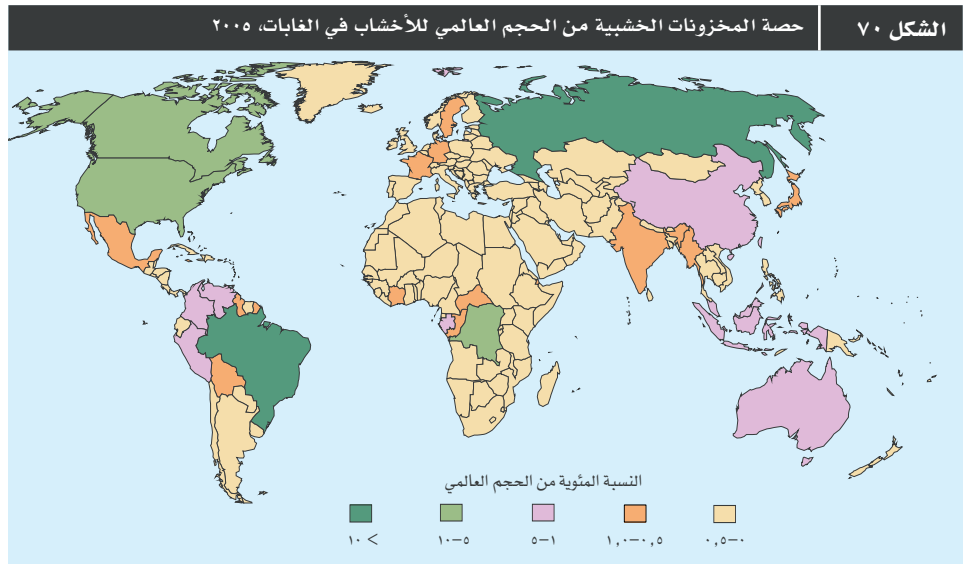 الشكل ٧٠
حصة المخزونات الخشبية من الحجم العالمي للأخشاب في الغابات، ٢٠٠٥
النسبة المئوية من الحجم العالمي
٠–٠,٥
٠,٥–١,٠
١–٥
٥–١٠
> ١٠